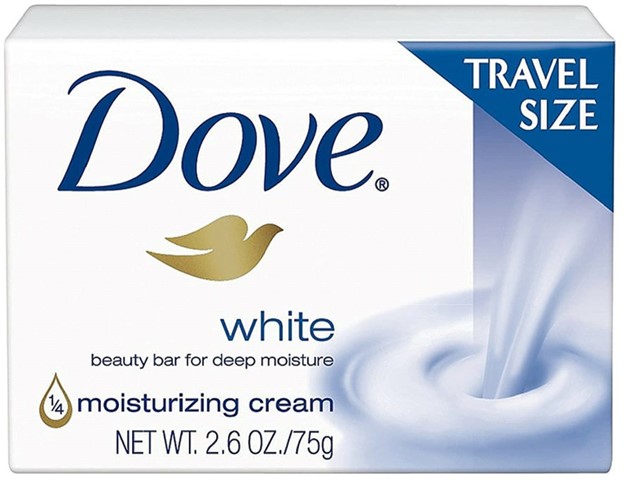 Dove®
TRAVEL
SIZE
white
beauty bar for deep moisture
¼ moisturizing cream
NET WT. 2.6 OZ./75g